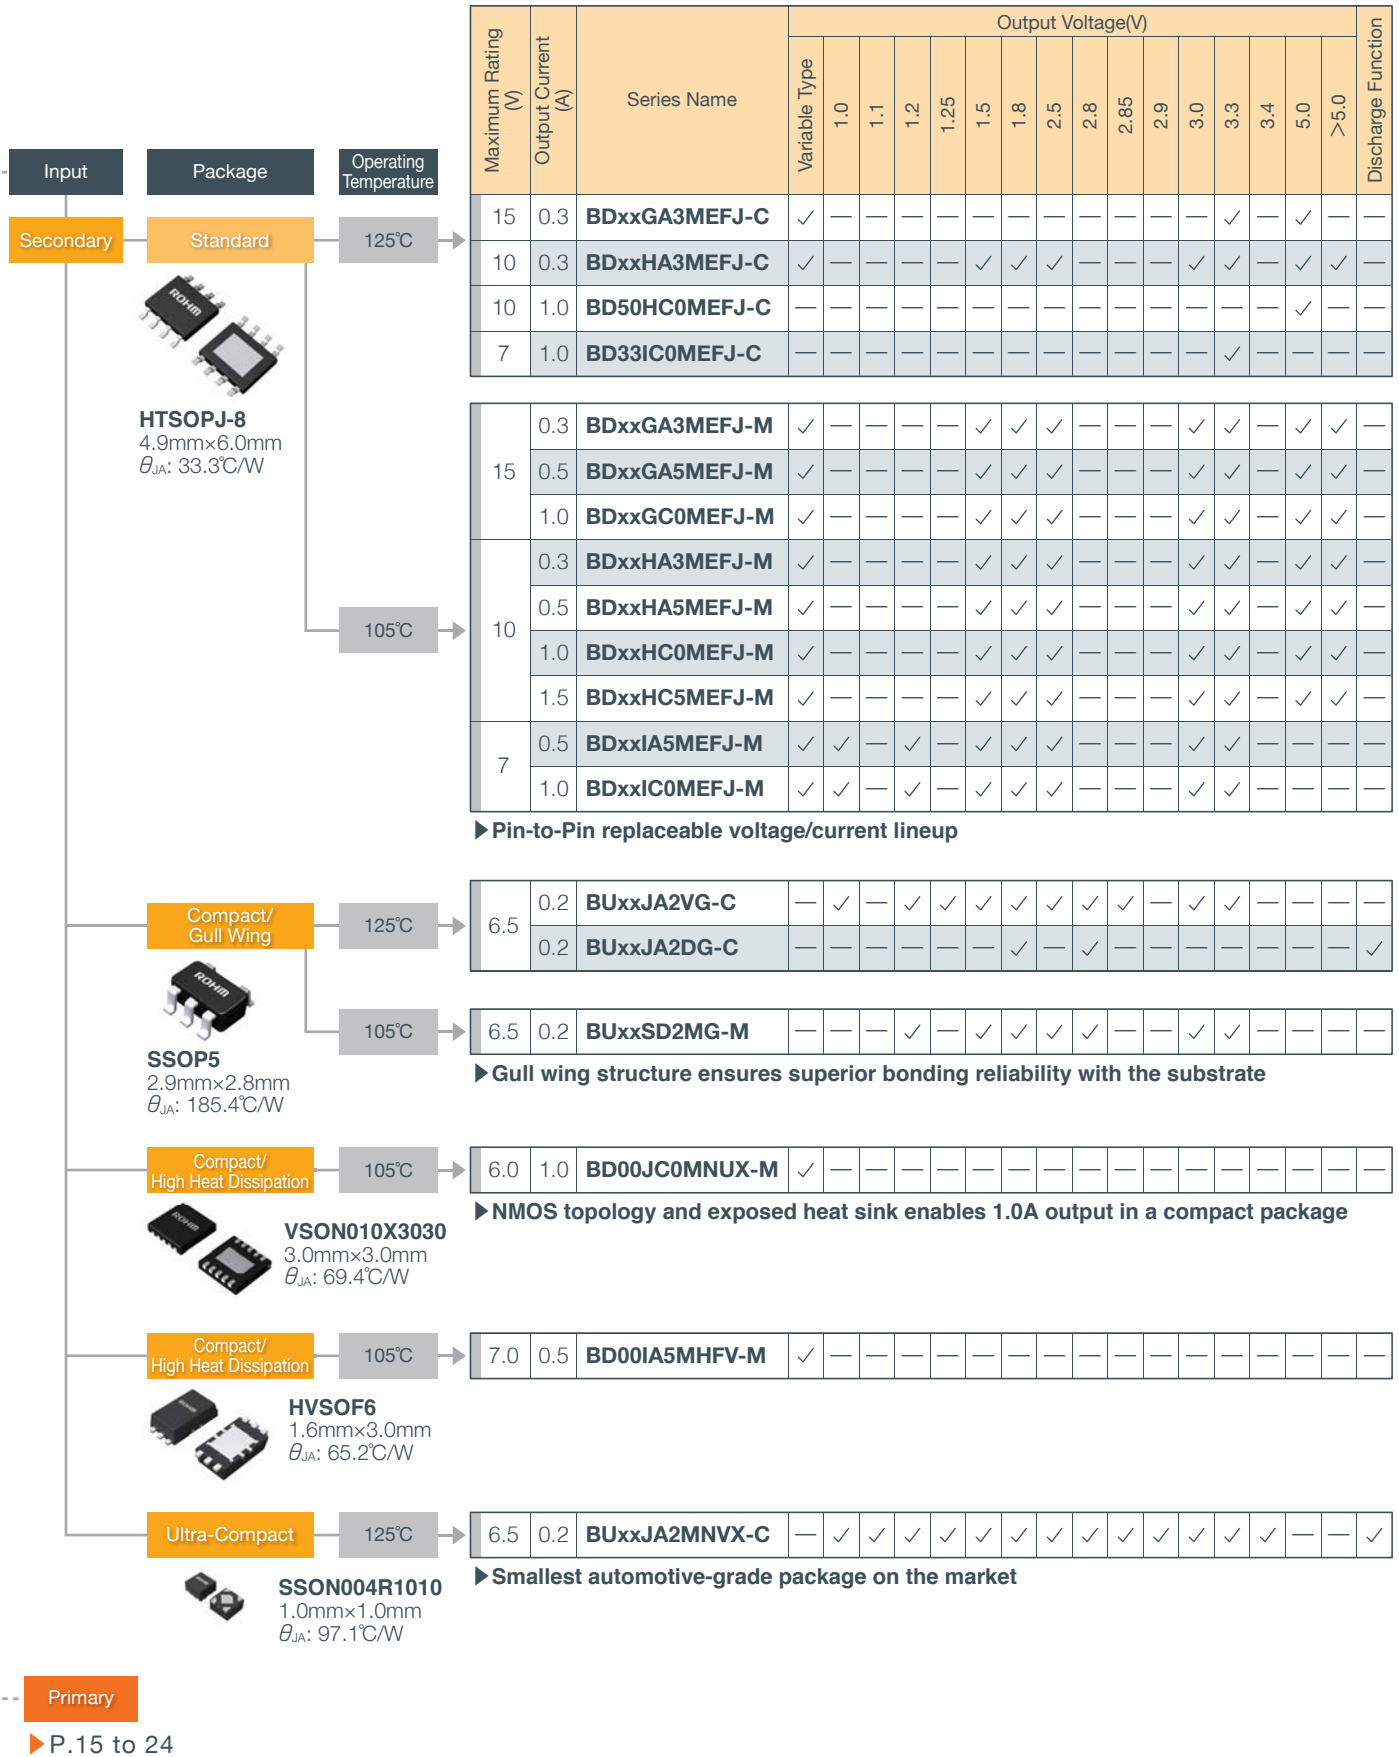 Maximum Rating (V)
Output Current (A)
Series Name
Output Voltage(V)
Variable Type
1.0
1.1
1.2
1.25
1.5
1.8
2.5
2.8
2.85
2.9
3.0
3.3
3.4
5.0
>5.0
Discharge Function
Input
Package
Operating Temperature
Secondary
Standard
125℃
15 0.3 BDxxGA3MEFJ-C ✓ — — — — — — — — — — — ✓ — ✓ — —
10 0.3 BDxxHA3MEFJ-C ✓ — — — — ✓ ✓ ✓ — — — ✓ ✓ — ✓ ✓ —
10 1.0 BD50HC0MEFJ-C — — — — — — — — — — — — — — ✓ — —
7 1.0 BD33IC0MEFJ-C — — — — — — — — — — — — ✓ — — — —
ROHM
HTSOPJ-8
4.9mm×6.0mm
θJA: 33.3℃/W
105℃
15
0.3 BDxxGA3MEFJ-M ✓ — — — — ✓ ✓ ✓ — — — ✓ ✓ — ✓ ✓ —
0.5 BDxxGA5MEFJ-M ✓ — — — — ✓ ✓ ✓ — — — ✓ ✓ — ✓ ✓ —
1.0 BDxxGC0MEFJ-M ✓ — — — — ✓ ✓ ✓ — — — ✓ ✓ — ✓ ✓ —
10
0.3 BDxxHA3MEFJ-M ✓ — — — — ✓ ✓ ✓ — — — ✓ ✓ — ✓ ✓ —
0.5 BDxxHA5MEFJ-M ✓ — — — — ✓ ✓ ✓ — — — ✓ ✓ — ✓ ✓ —
1.0 BDxxHC0MEFJ-M ✓ — — — — ✓ ✓ ✓ — — — ✓ ✓ — ✓ ✓ —
1.5 BDxxHC5MEFJ-M ✓ — — — — ✓ ✓ ✓ — — — ✓ ✓ — ✓ ✓ —
7
0.5 BDxxIA5MEFJ-M ✓ ✓ — ✓ — ✓ ✓ ✓ — — — ✓ ✓ — — — —
1.0 BDxxIC0MEFJ-M ✓ ✓ — ✓ — ✓ ✓ ✓ — — — ✓ ✓ — — — —
▶Pin-to-Pin replaceable voltage/current lineup
Compact/
Gull Wing
125℃
6.5
0.2 BUxxJA2VG-C — ✓ — ✓ ✓ ✓ ✓ ✓ ✓ ✓ — ✓ ✓ — — — —
0.2 BUxxJA2DG-C — — — — — — ✓ — ✓ — — — — — — — ✓
ROHM
SSOP5
2.9mm×2.8mm
θJA: 185.4℃/W
105℃
6.5 0.2 BUxxSD2MG-M — — — ✓ — ✓ ✓ ✓ ✓ — — ✓ ✓ — — — —
▶Gull wing structure ensures superior bonding reliability with the substrate
Compact/
High Heat Dissipation
105℃
6.0 1.0 BD00JC0MNUX-M ✓ — — — — — — — — — — — — — — — —
▶NMOS topology and exposed heat sink enables 1.0A output in a compact package
ROHM
VSON010X3030
3.0mm×3.0mm
θJA: 69.4℃/W
Compact/
High Heat Dissipation
105℃
7.0 0.5 BD00IA5MHFV-M ✓ — — — — — — — — — — — — — — — —
ROHM
HVSOF6
1.6mm×3.0mm
θJA: 65.2℃/W
Ultra-Compact
125℃
6.5 0.2 BUxxJA2MNVX-C — ✓ ✓ ✓ ✓ ✓ ✓ ✓ ✓ ✓ ✓ ✓ ✓ ✓ — — ✓
▶Smallest automotive-grade package on the market
SSON004R1010
1.0mm×1.0mm
θJA: 97.1℃/W
Primary
▶P.15 to 24